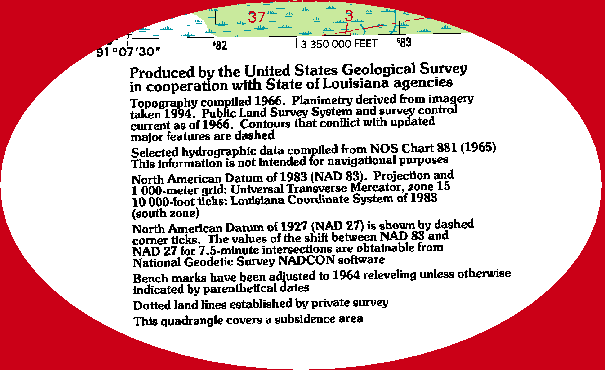 37 3
91°07'30" 682 3 350 000 FEET 683
Produced by the United States Geological Survey
in cooperation with State of Louisiana agencies
Topography compiled 1966. Planimetry derived from imagery
taken 1994. Public Land Survey System and survey control
current as of 1966. Contours that conflict with updated
major features are dashed
Selected hydrographic data compiled from NOS Chart 881 (1965)
This information is not intended for navigational purposes
North American Datum of 1983 (NAD 83). Projection and
1 000-meter grid: Universal Transverse Mercator, zone 15
10 000-foot ticks: Louisiana Coordinate System of 1983
(south zone)
North American Datum of 1927 (NAD 27) is shown by dashed
corner ticks. The values of the shift between NAD 83 and
NAD 27 for 7.5-minute intersections are obtainable from
National Geodetic Survey NADCON software
Bench marks have been adjusted to 1964 releveling unless otherwise
indicated by parenthetical dates
Dotted land lines established by private survey
This quadrangle covers a subsidence area